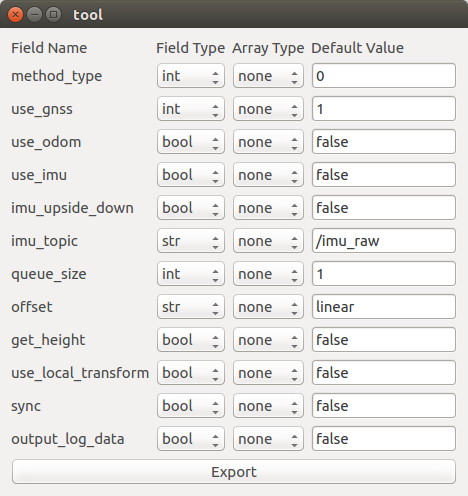 tool
Field Name Field Type Array Type Default Value
method_type int none 0
use_gnss int none 1
use_odom bool none false
use_imu bool none false
imu_upside_down bool none false
imu_topic str none /imu_raw
queue_size int none 1
offset str none linear
get_height bool none false
use_local_transform bool none false
sync bool none false
output_log_data bool none false
Export